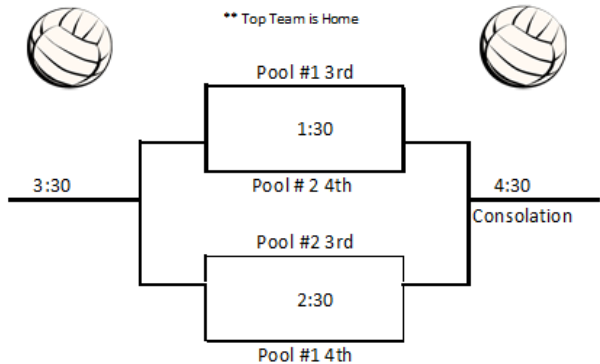 ** Top Team is Home
Pool #1 3rd
1:30
3:30
Pool # 2 4th
4:30
Consolation
Pool #2 3rd
2:30
Pool #1 4th